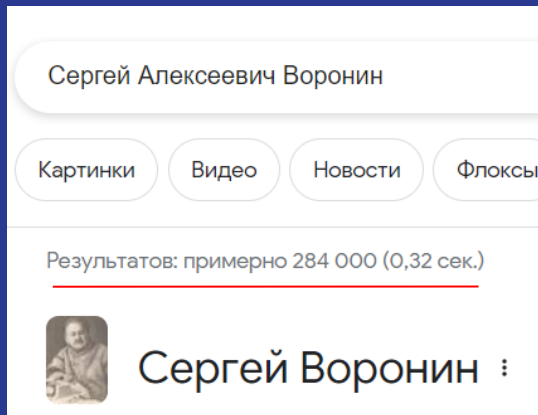 Сергей Алексеевич Воронин
Картинки Видео Новости Флоксы
Результатов: примерно 284 000 (0,32 сек.)
Сергей Воронин